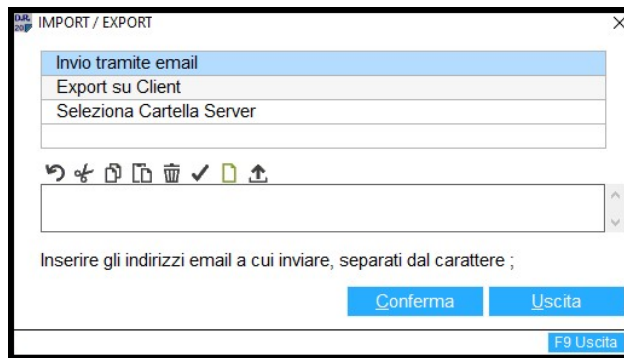 D.R.
20
IMPORT / EXPORT
Invio tramite email
Export su Client
Seleziona Cartella Server
Inserire gli indirizzi email a cui inviare, separati dal carattere ;
Conferma
Uscita
F9 Uscita